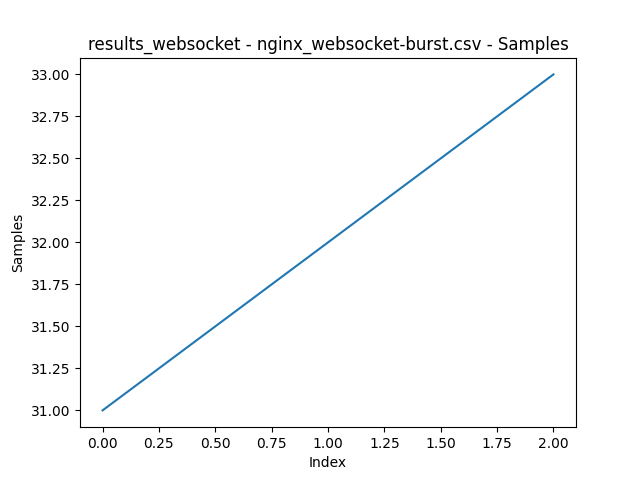 results_websocket - nginx_websocket-burst.csv - Samples
33.00
32.75
32.50
32.25
32.00
31.75
31.50
31.25
31.00
Samples
0.00 0.25 0.50 0.75 1.00 1.25 1.50 1.75 2.00
Index